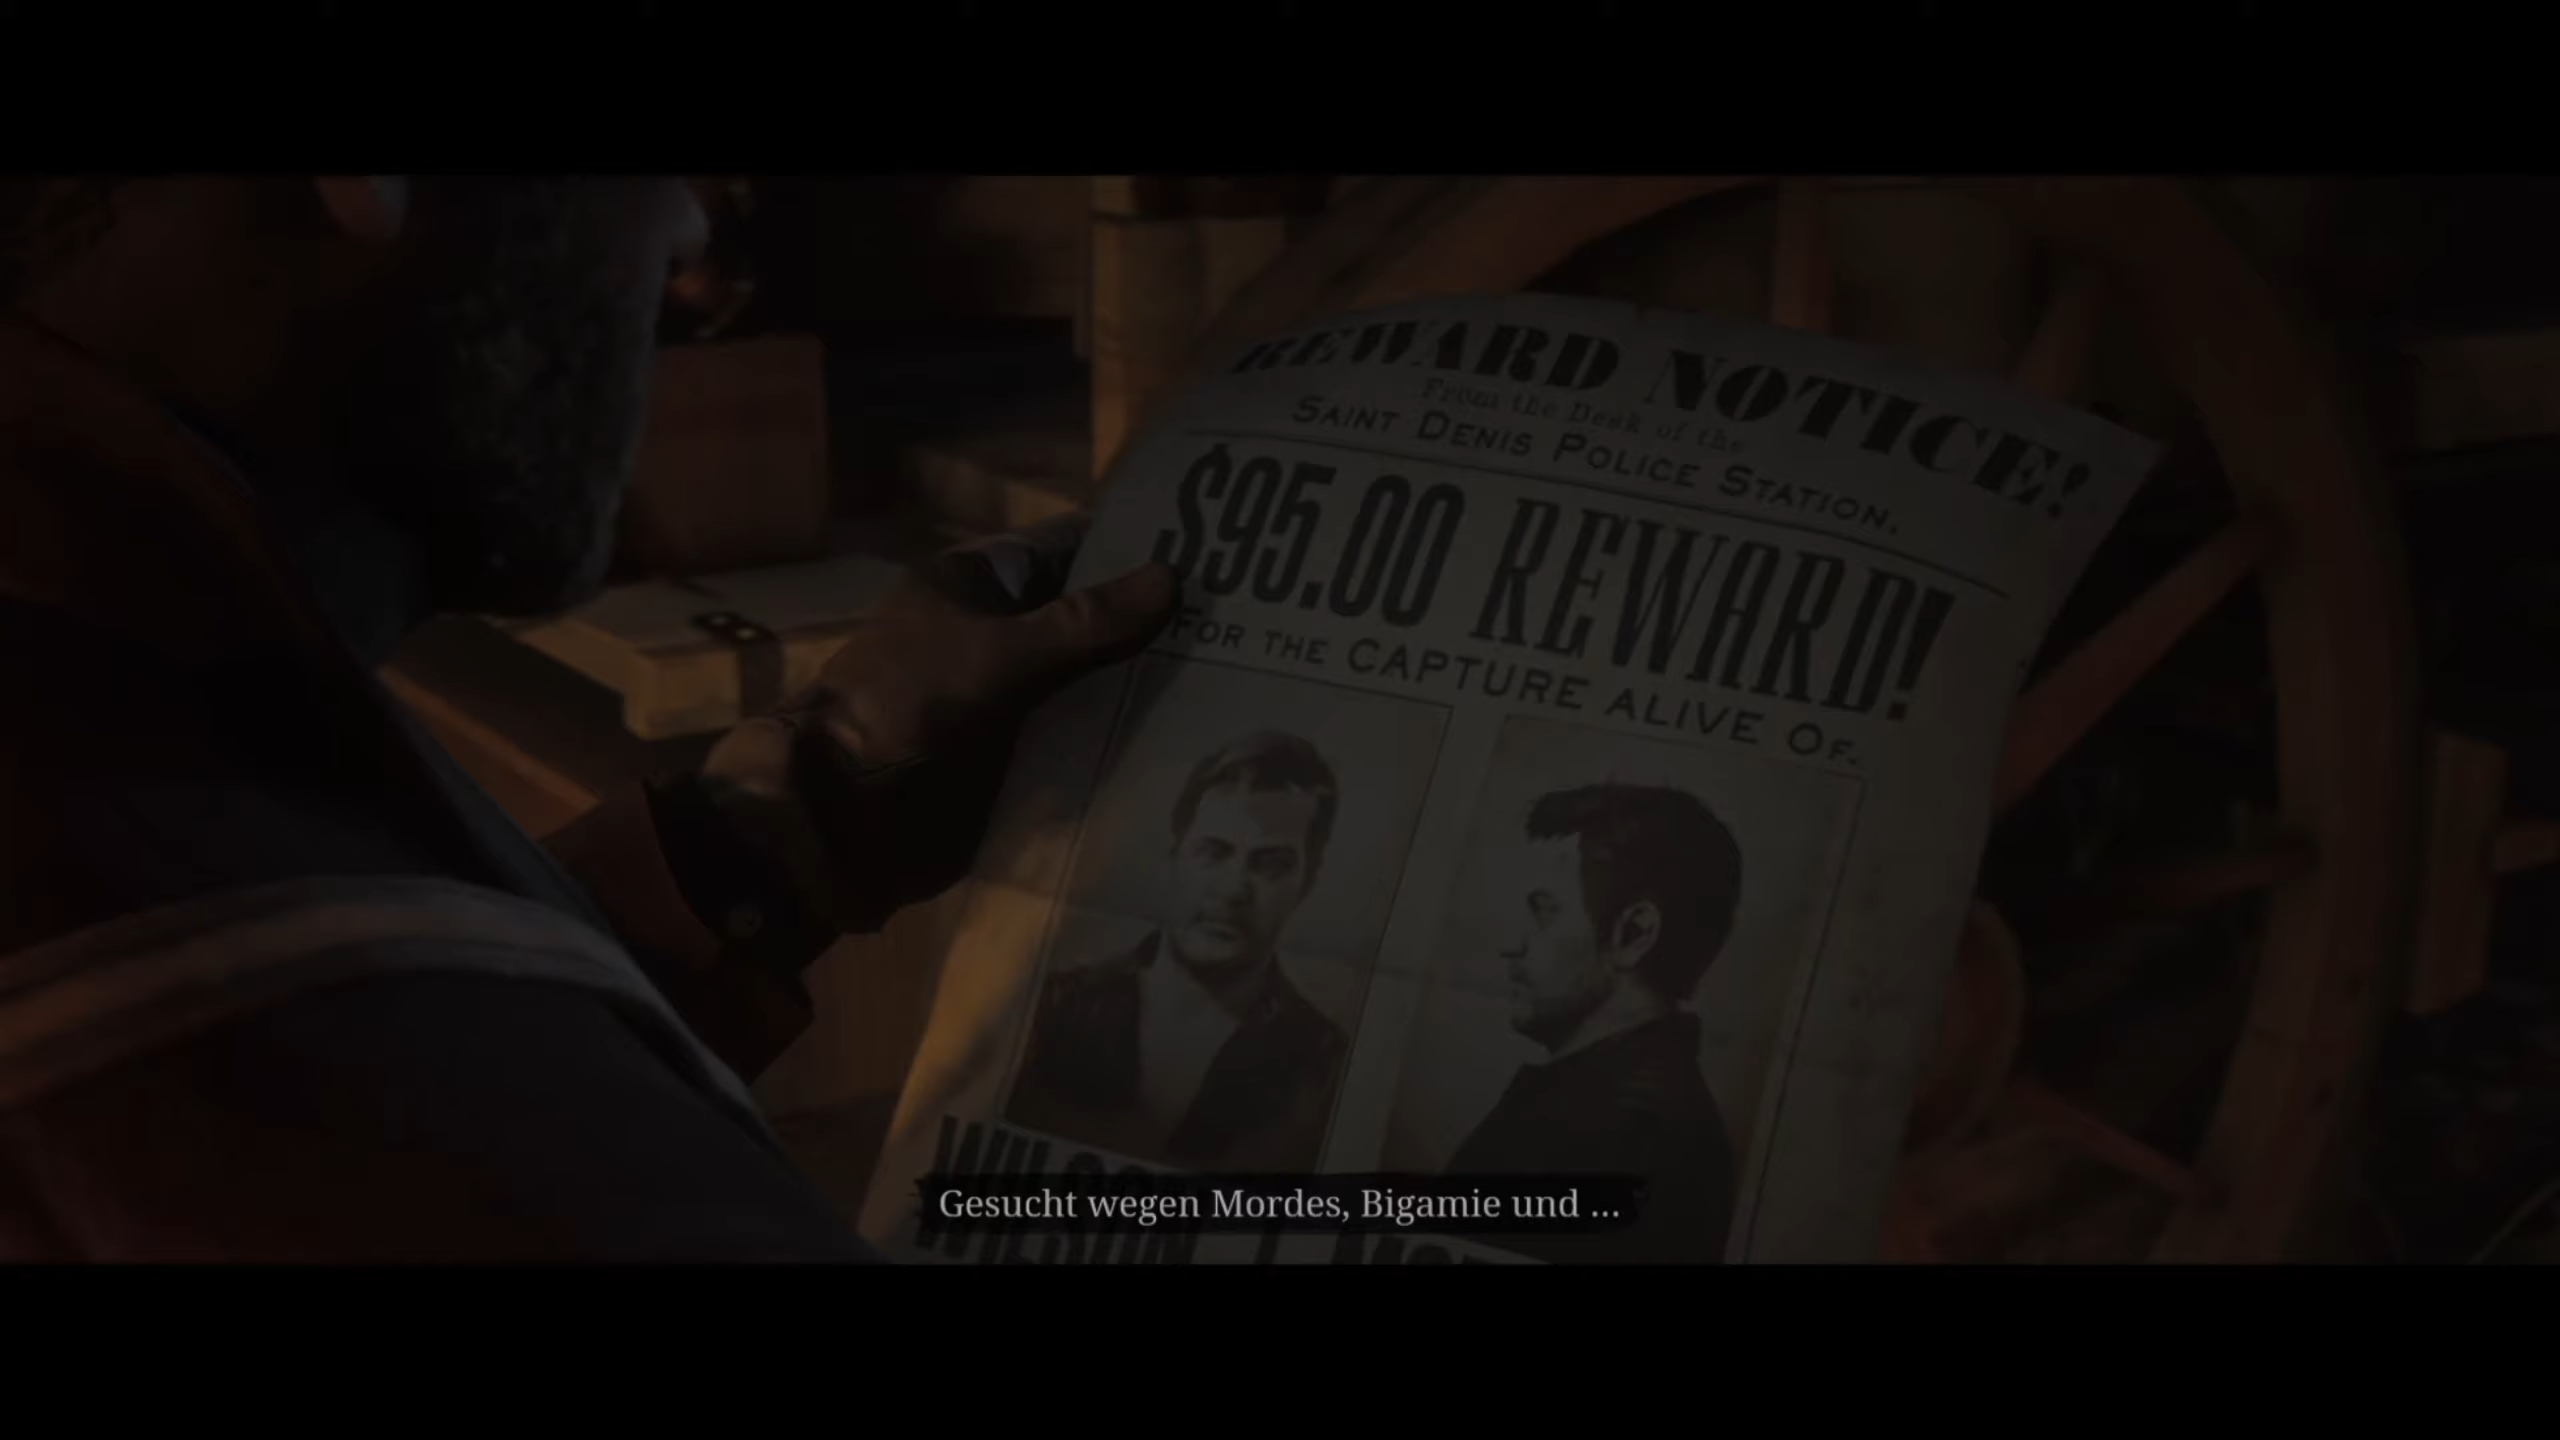 REWARD NOTICE!
From the Desk of the
SAINT DENIS POLICE STATION.
$95.00 REWARD!
FOR THE CAPTURE ALIVE OF.
WILSON
Gesucht wegen Mordes, Bigamie und ...